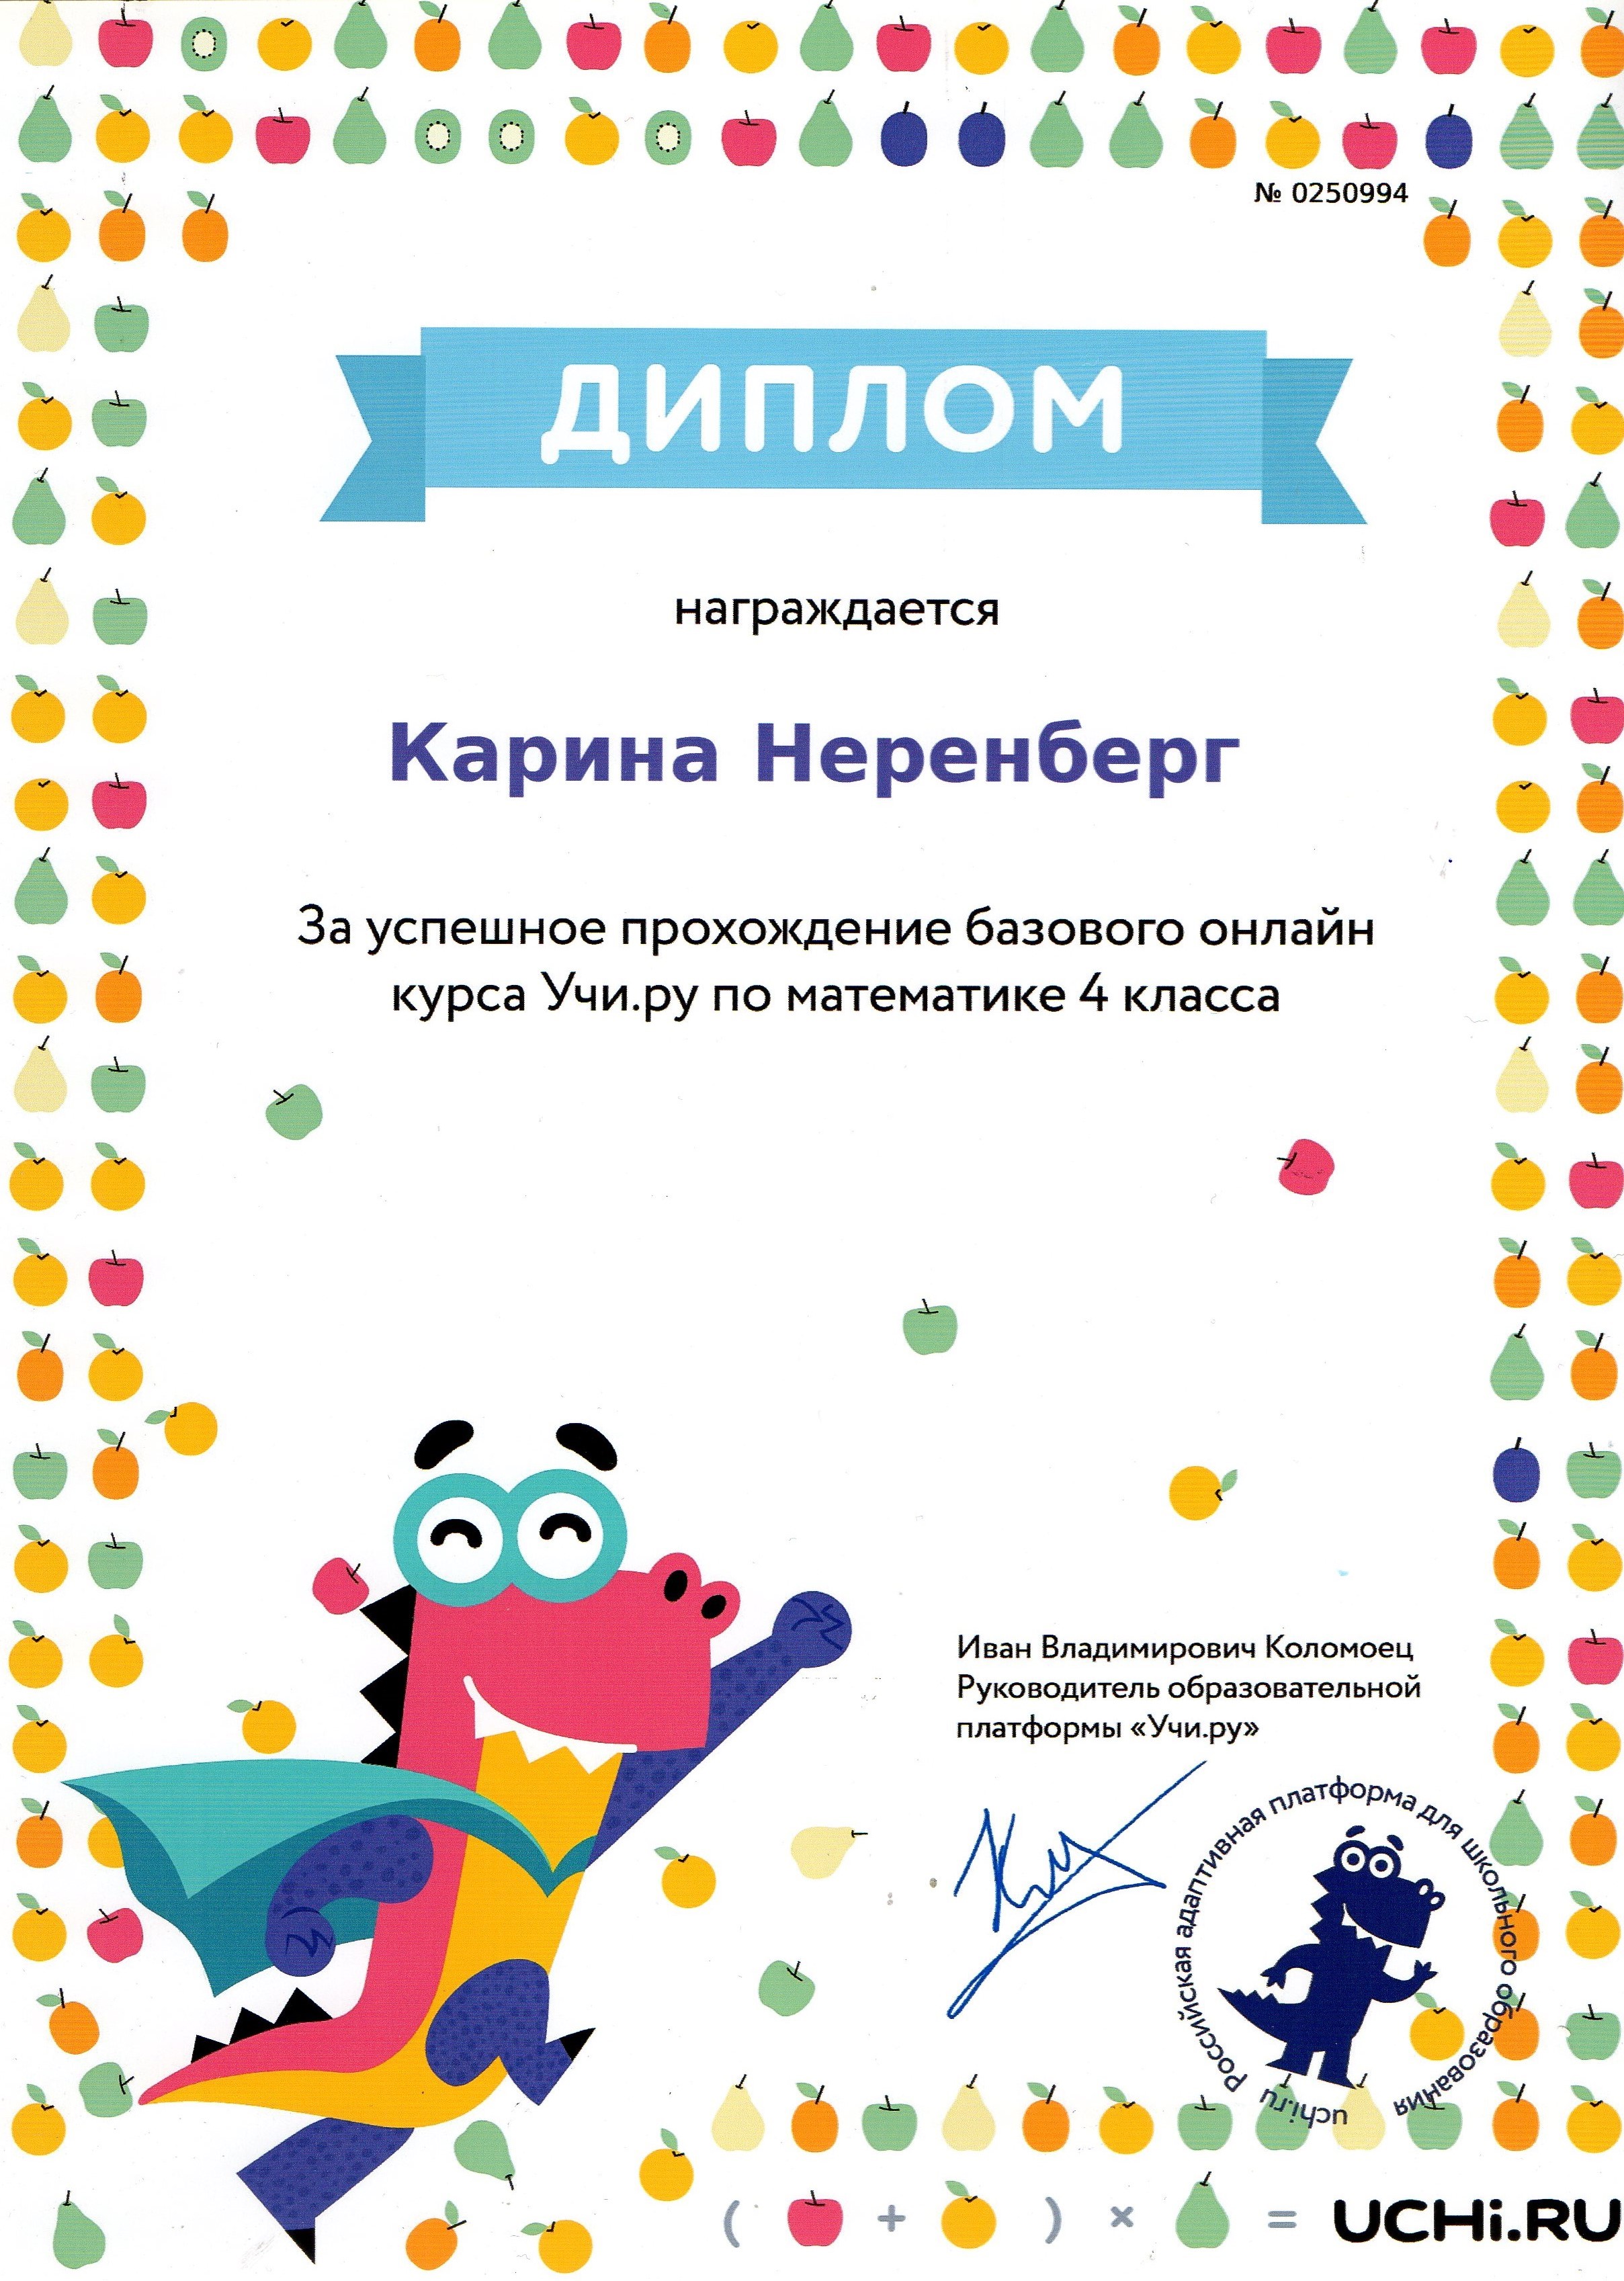 № 0250994
ДИПЛОМ
награждается
Карина Неренберг
За успешное прохождение базового онлайн
курса Учи.ру по математике 4 класса
Иван Владимирович Коломоец
Руководитель образовательной
платформы «Учи.ру»
Российская адаптивная платформа для школьного образования
uchi.ru
( + ) × = UCHi.RU